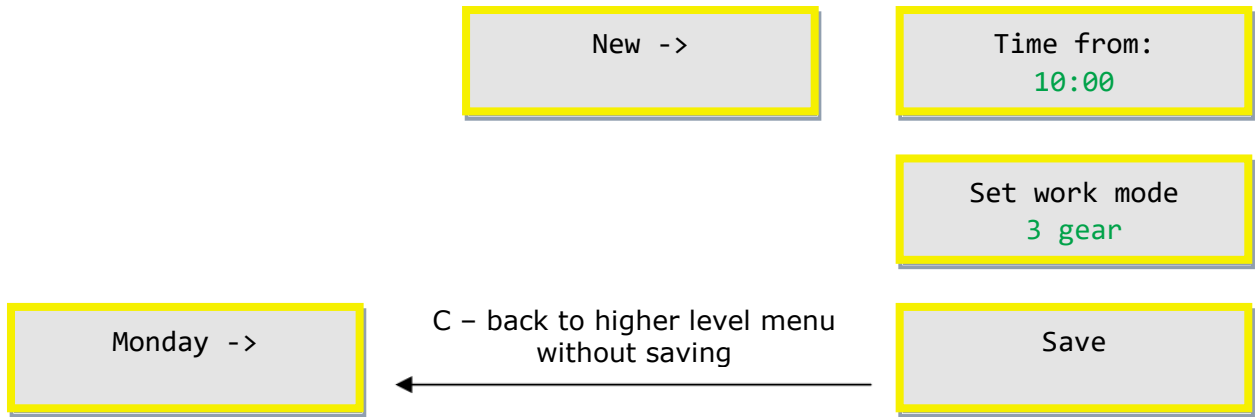 New ->
Time from:
10:00
Set work mode
3 gear
Monday ->
C – back to higher level menu
without saving
Save